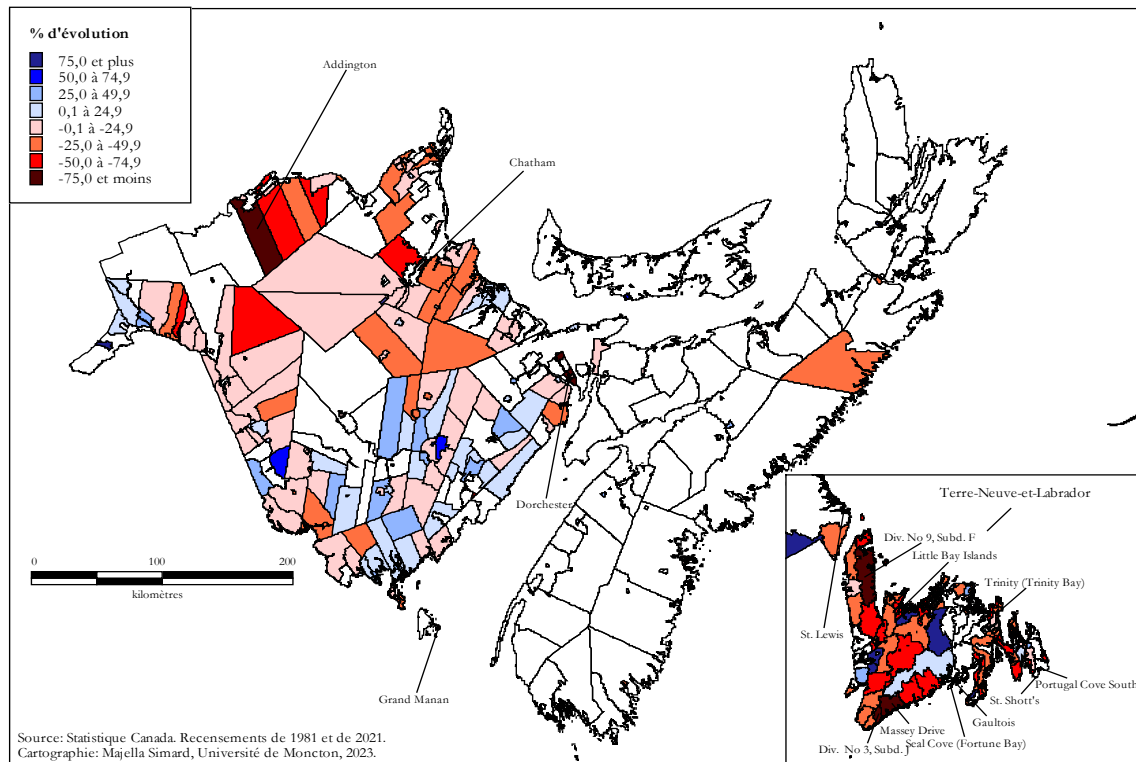 % d'évolution
75,0 et plus
50,0 à 74,9
25,0 à 49,9
0,1 à 24,9
-0,1 à -24,9
-25,0 à -49,9
-50,0 à -74,9
-75,0 et moins
Addington
Chatham
Dorchester
Grand Manan
0 100 200
kilomètres
Terre-Neuve-et-Labrador
Div. No 9, Subd. F
Little Bay Islands
Trinity (Trinity Bay)
St. Lewis
Portugal Cove South
St. Shott's
Gaultois
Massey Drive
Seal Cove (Fortune Bay)
Div. No 3, Subd. J
Source: Statistique Canada. Recensements de 1981 et de 2021.
Cartographie: Majella Simard, Université de Moncton, 2023.